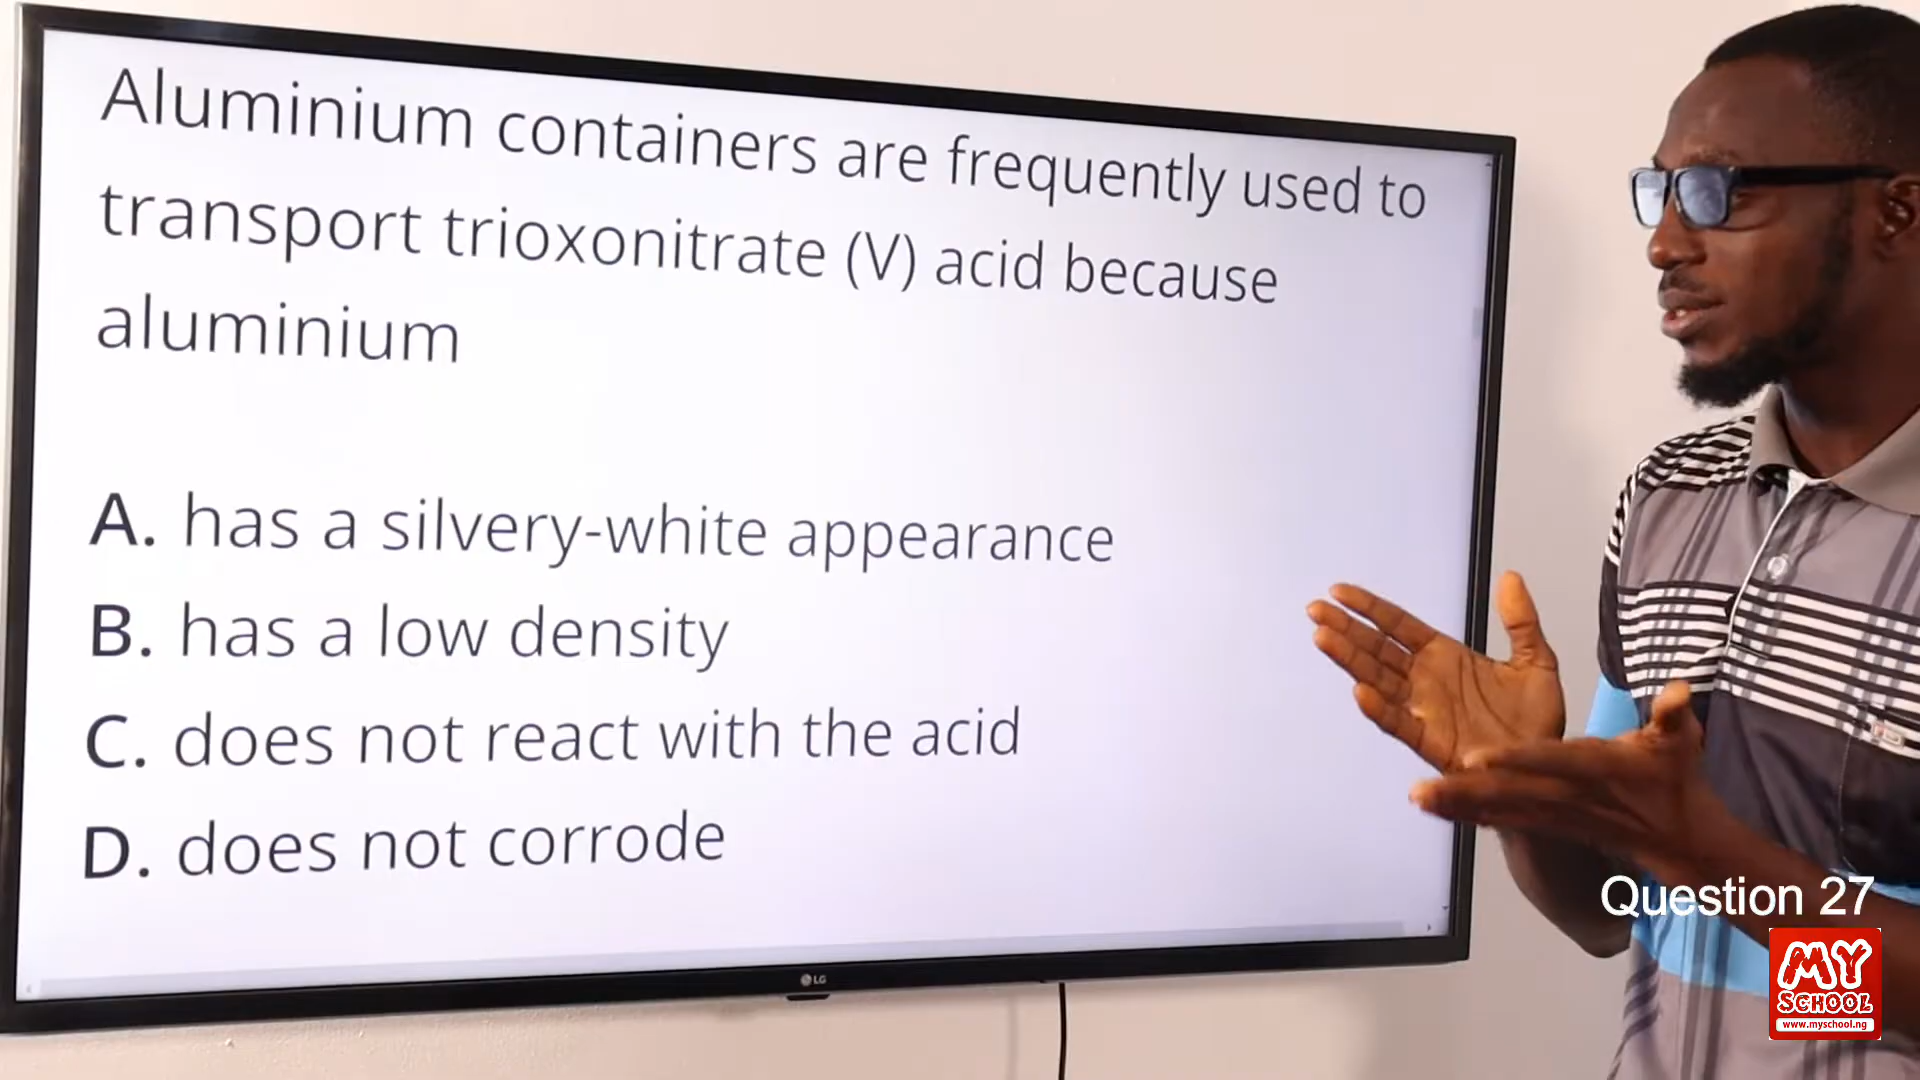 Aluminium containers are frequently used to
transport trioxonitrate (V) acid because
aluminium
A. has a silvery-white appearance
B. has a low density
C. does not react with the acid
D. does not corrode
LG
Question 27
MY
SCHOOL
www.myschool.ng